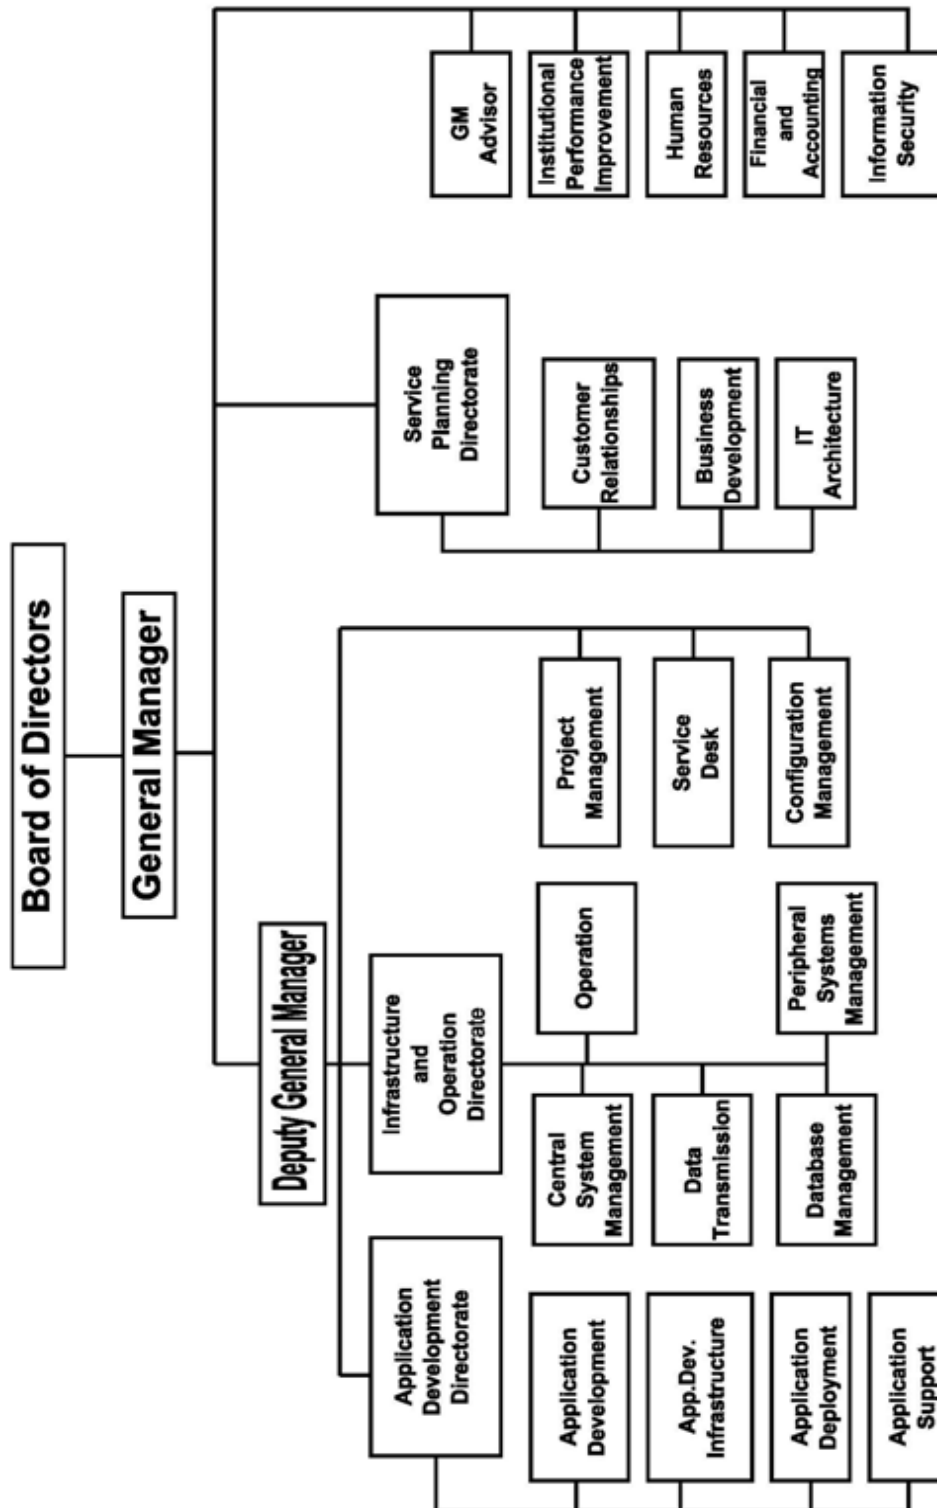 Board of Directors
General Manager
Deputy General Manager
Application
Development
Directorate
Infrastructure
and
Operation
Directorate
Service
Planning
Directorate
Application
Development
App.Dev.
Infrastructure
Application
Deployment
Application
Support
Central
System
Management
Data
Transmission
Database
Management
Operation
Peripheral
Systems
Management
Project
Management
Service
Desk
Configuration
Management
Customer
Relationships
Business
Development
IT
Architecture
GM
Advisor
Institutional
Performance
Improvement
Human
Resources
Financial
and
Accounting
Information
Security